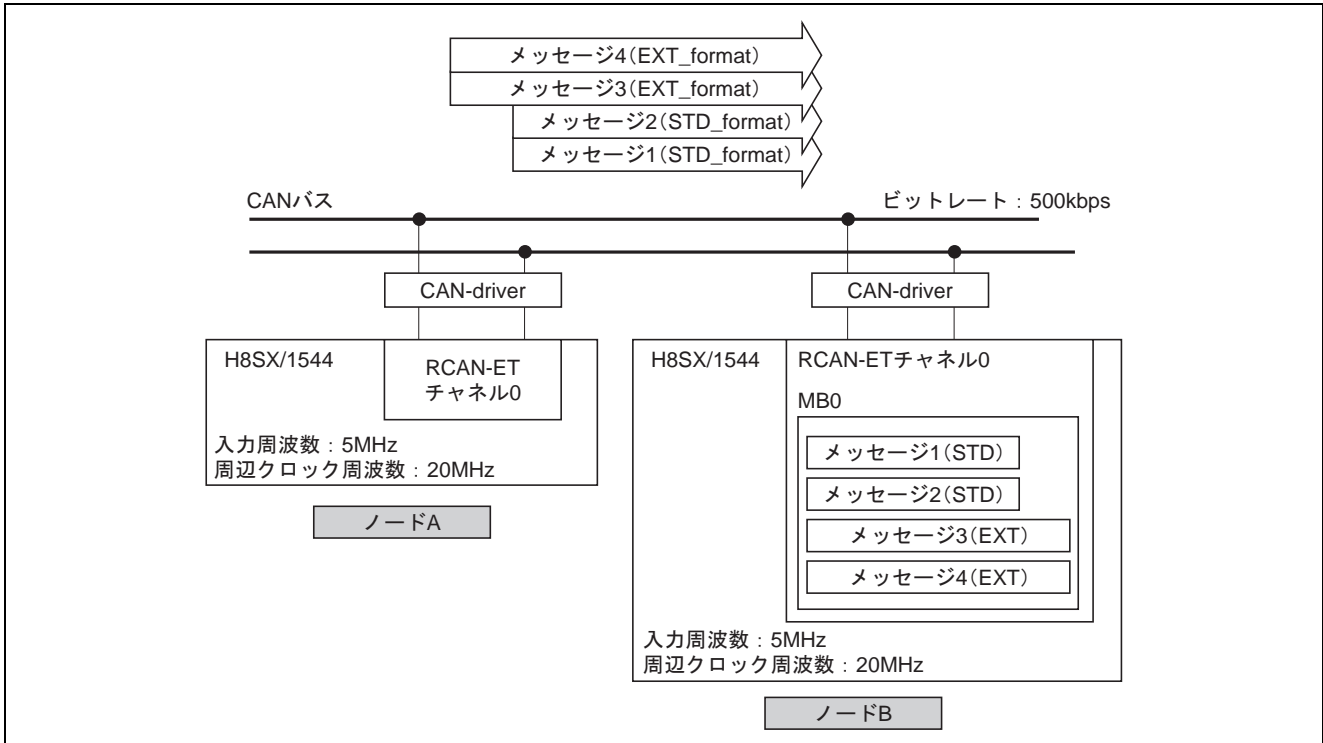 メッセージ4(EXT_format)
メッセージ3(EXT_format)
メッセージ2(STD_format)
メッセージ1(STD_format)
CANバス
ビットレート：500kbps
CAN-driver
CAN-driver
H8SX/1544
RCAN-ET
チャネル0
入力周波数：5MHz
周辺クロック周波数：20MHz
ノードA
H8SX/1544
RCAN-ETチャネル0
MB0
メッセージ1(STD)
メッセージ2(STD)
メッセージ3(EXT)
メッセージ4(EXT)
入力周波数：5MHz
周辺クロック周波数：20MHz
ノードB